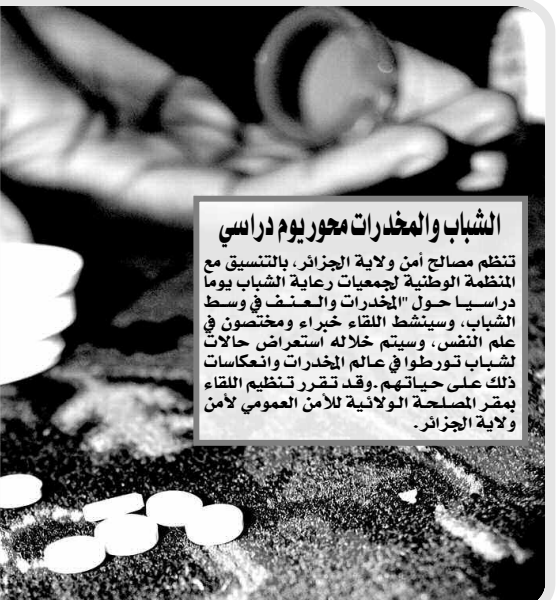 الشباب والمخدرات محور يوم دراسي
تنظم مصالح أمن ولاية الجزائر، بالتنسيق مع
المنظمة الوطنية لجمعيات رعاية الشباب يوما
دراسيا حول "المخدرات والعنف في وسط
الشباب، وسينشط اللقاء خبراء ومختصون في
علم النفس، وسيتم خلاله استعراض حالات
لشباب تورطوا في عالم المخدرات وانعكاسات
ذلك على حياتهم .وقد تقرر تنظيم اللقاء
بمقر المصلحة الولائية للأمن العمومي لأمن
ولاية الجزائر.